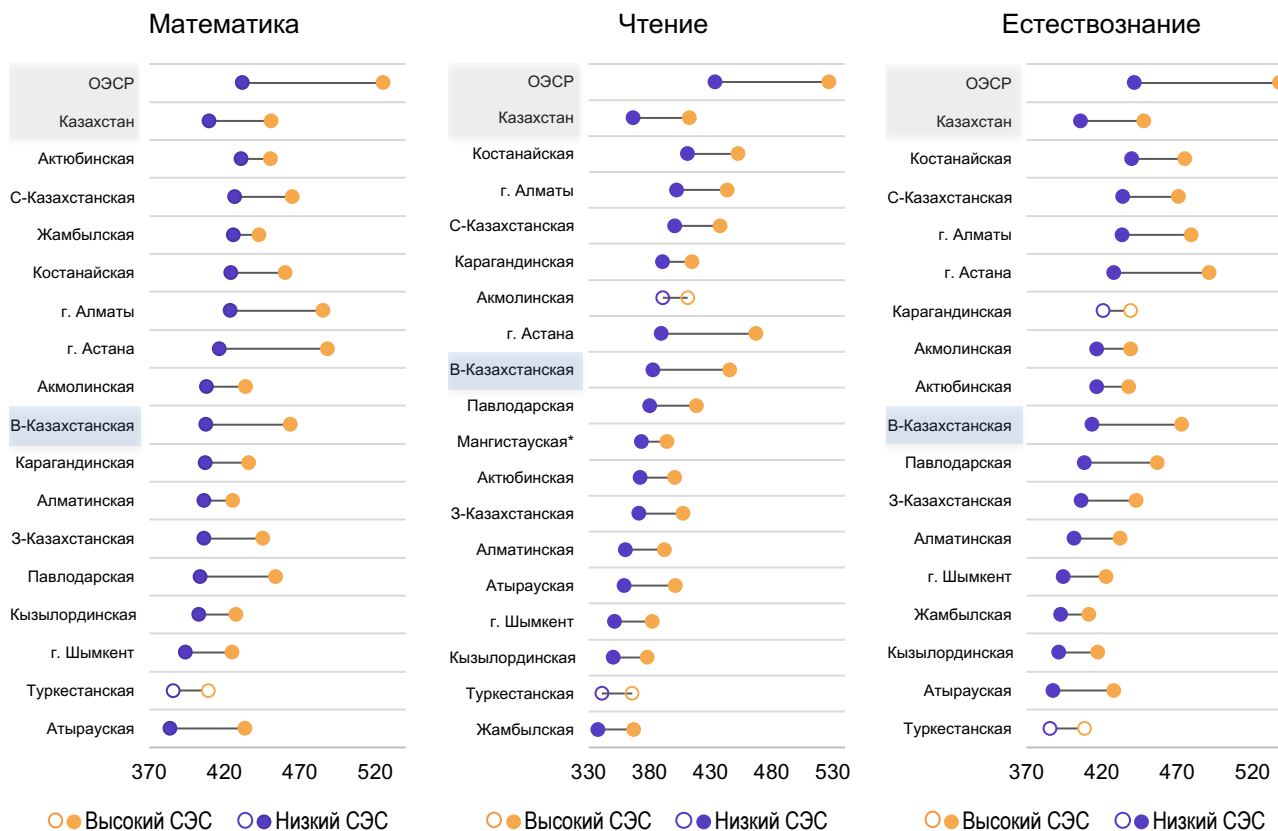 Математика
ОЭСР
Казахстан
Актюбинская
С-Казахстанская
Жамбылская
Костанайская
г. Алматы
г. Астана
Акмолинская
В-Казахстанская
Карагандинская
Алматинская
З-Казахстанская
Павлодарская
Кызылординская
г. Шымкент
Туркестанская
Атырауская
370 420 470 520
Высокий СЭС Низкий СЭС
Чтение
ОЭСР
Казахстан
Костанайская
г. Алматы
С-Казахстанская
Карагандинская
Акмолинская
г. Астана
В-Казахстанская
Павлодарская
Мангистауская*
Актюбинская
З-Казахстанская
Алматинская
Атырауская
г. Шымкент
Кызылординская
Туркестанская
Жамбылская
330 380 430 480 530
Высокий СЭС Низкий СЭС
Естествознание
ОЭСР
Казахстан
Костанайская
С-Казахстанская
г. Алматы
г. Астана
Карагандинская
Акмолинская
Актюбинская
В-Казахстанская
Павлодарская
З-Казахстанская
Алматинская
г. Шымкент
Жамбылская
Кызылординская
Атырауская
Туркестанская
370 420 470 520
Высокий СЭС Низкий СЭС